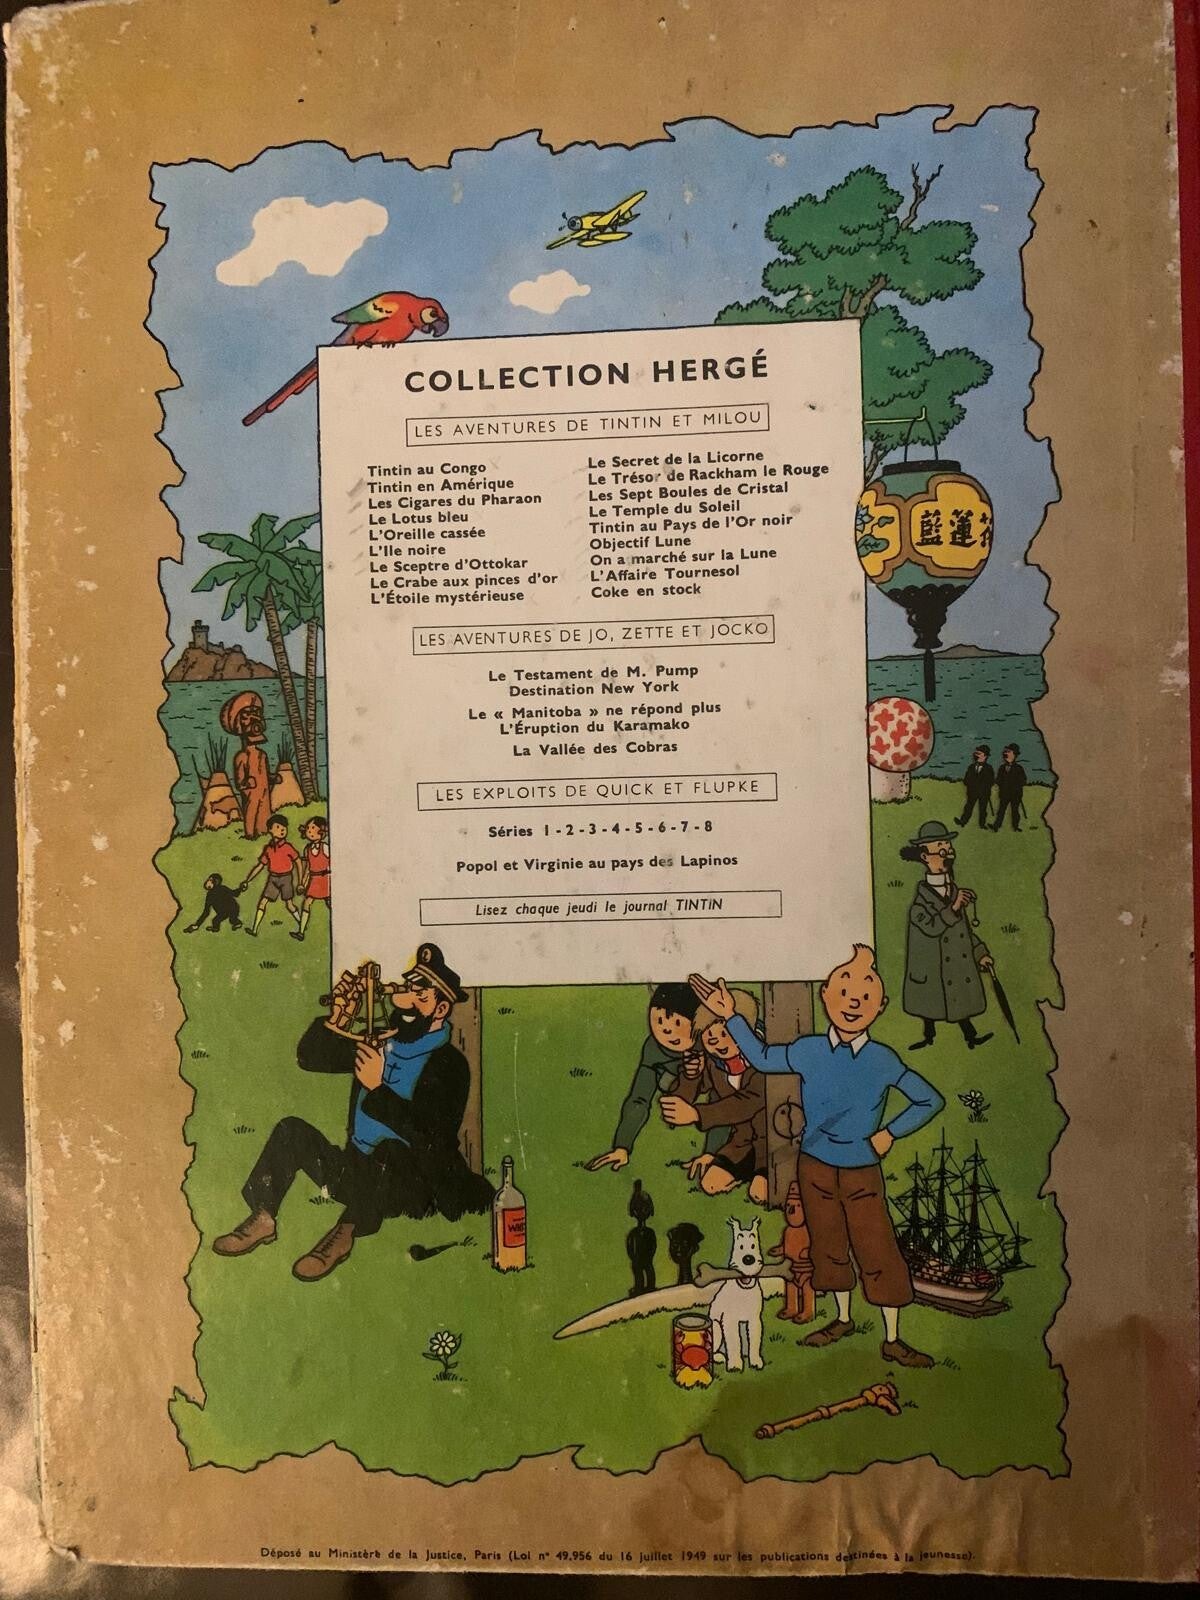 COLLECTION HERGÉ
LES AVENTURES DE TINTIN ET MILOU
Tintin au Congo
Tintin en Amérique
Les Cigares du Pharaon
Le Lotus bleu
L'Oreille cassée
L'Ile noire
Le Sceptre d'Ottokar
Le Crabe aux pinces d'or
L'Étoile mystérieuse
Le Secret de la Licorne
Le Trésor de Rackham le Rouge
Les Sept Boules de Cristal
Le Temple du Soleil
Tintin au Pays de l'Or noir
Objectif Lune
On a marché sur la Lune
L'Affaire Tournesol
Coke en stock
LES AVENTURES DE JO, ZETTE ET JOCKO
Le Testament de M. Pump
Destination New York
Le « Manitoba » ne répond plus
L'Éruption du Karamako
La Vallée des Cobras
LES EXPLOITS DE QUICK ET FLUPKE
Séries 1 - 2 - 3 - 4 - 5 - 6 - 7 - 8
Popol et Virginie au pays des Lapinos
Lisez chaque jeudi le journal TINTIN
藍蓮
Déposé au Ministère de la Justice, Paris (Loi n° 49.956 du 16 juillet 1949 sur les publications destinées à la jeunesse).